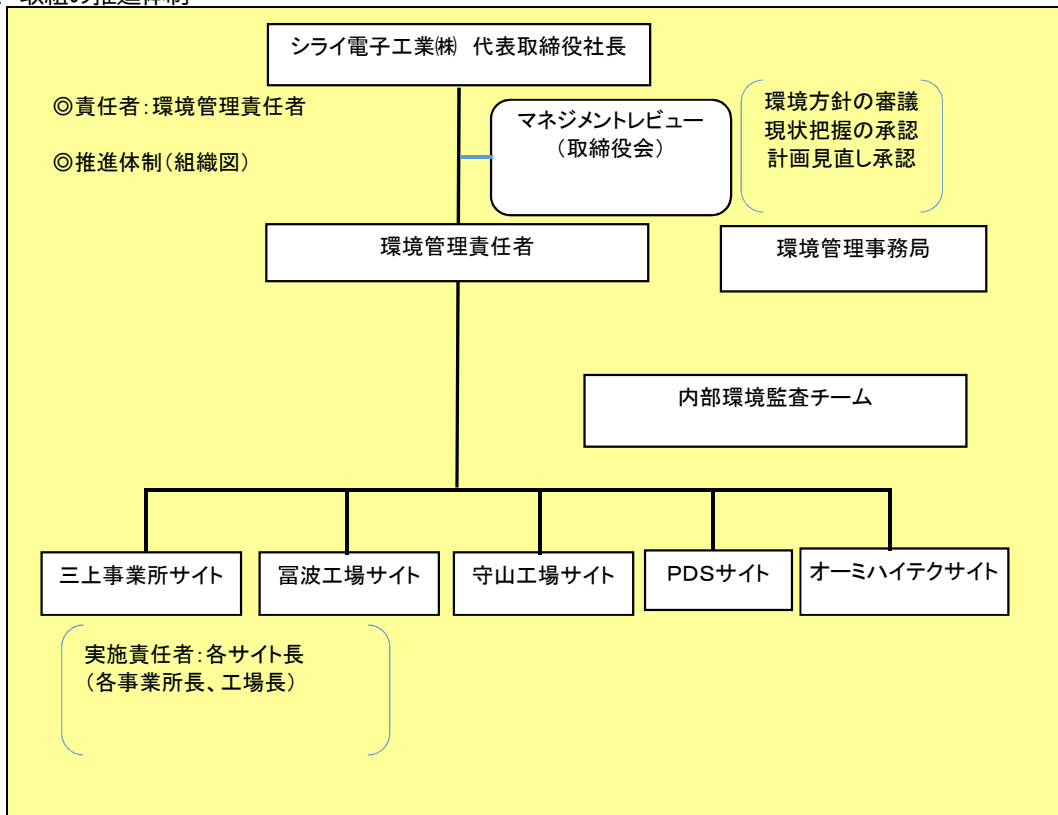 取組の推進体制
シライ電子工業㈱ 代表取締役社長
◎責任者:環境管理責任者
◎推進体制(組織図)
マネジメントレビュー
(取締役会)
環境方針の審議
現状把握の承認
計画見直し承認
環境管理責任者
環境管理事務局
内部環境監査チーム
三上事業所サイト
冨波工場サイト
守山工場サイト
PDSサイト
オーミハイテクサイト
実施責任者:各サイト長
(各事業所長、工場長)